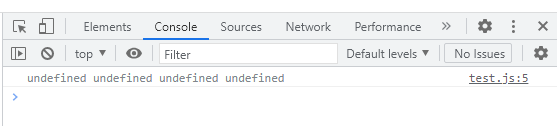 Elements Console Sources Network Performance »
top ▼ Filter Default levels ▼ No Issues
undefined undefined undefined undefined test.js:5
>